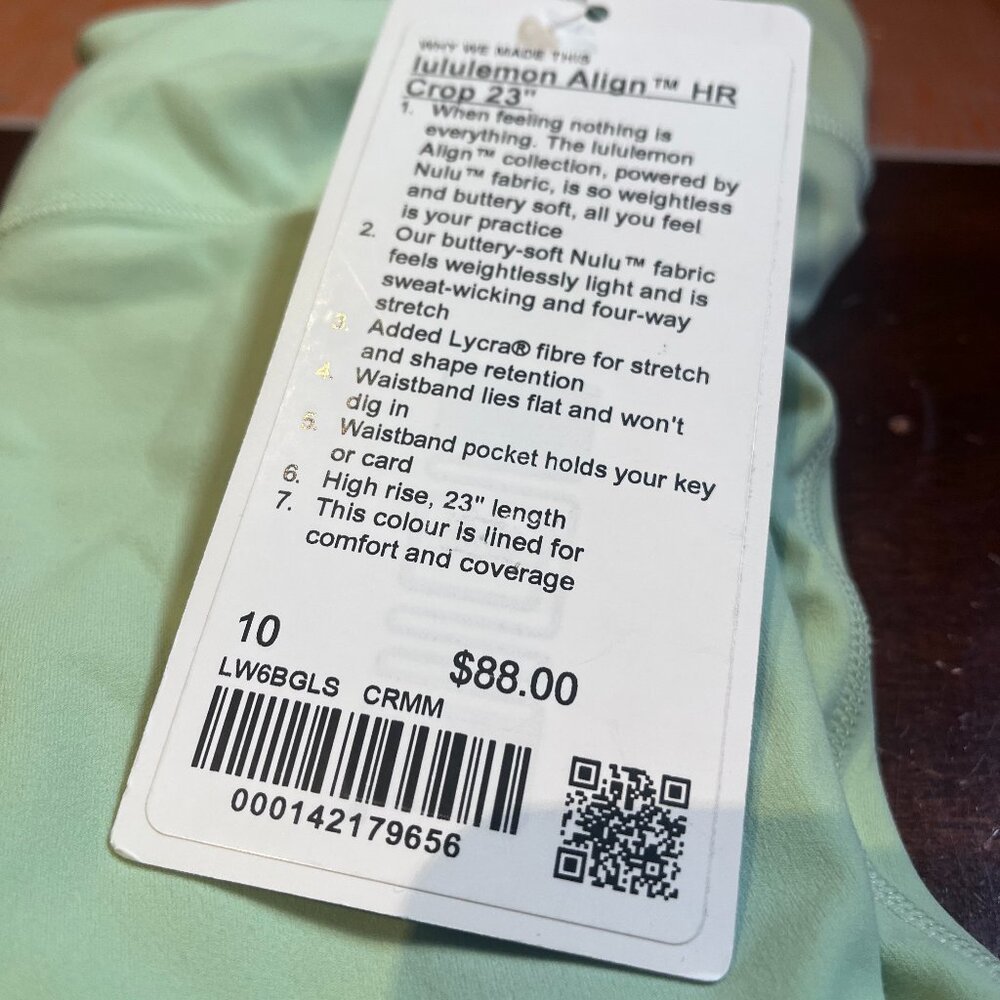 WHY WE MADE THIS
lululemon Align™ HR
Crop 23"
1. When feeling nothing is
everything. The lululemon
Align™ collection, powered by
Nulu™ fabric, is so weightless
and buttery soft, all you feel
is your practice
2. Our buttery-soft Nulu™ fabric
feels weightlessly light and is
sweat-wicking and four-way
stretch
3. Added Lycra® fibre for stretch
and shape retention
4. Waistband lies flat and won't
dig in
5. Waistband pocket holds your key
or card
6. High rise, 23" length
7. This colour is lined for
comfort and coverage
10
$88.00
LW6BGLS CRMM
000142179656